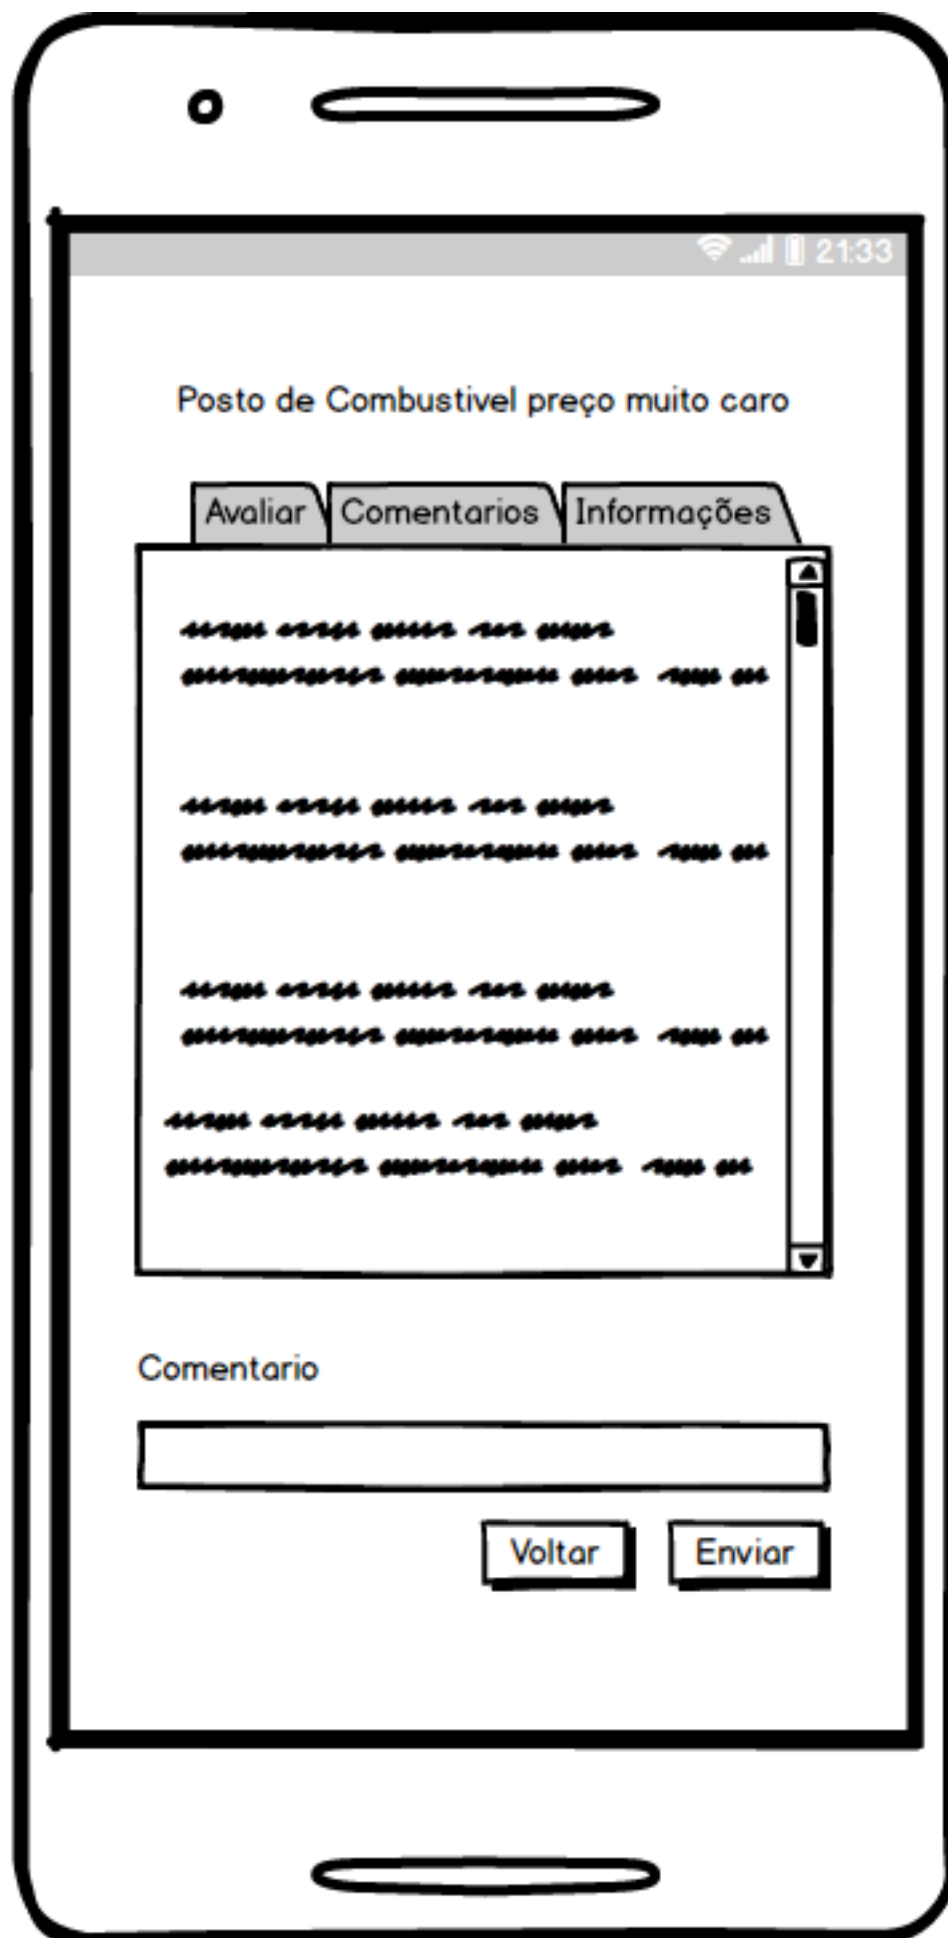 21:33
Posto de Combustivel preço muito caro
Avaliar Comentarios Informações
Comentario
Voltar Enviar